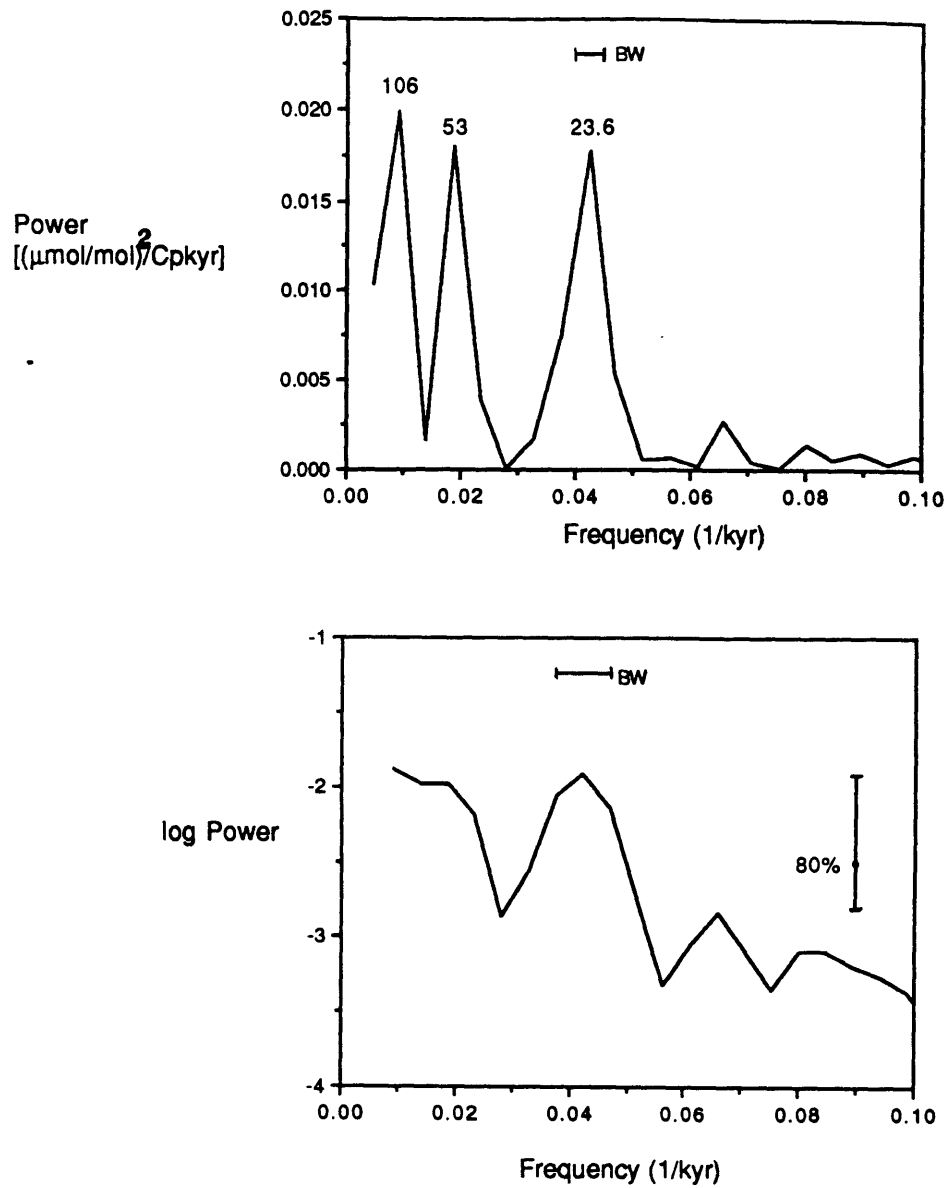 0.025
BW
106
0.020
53
23.6
0.015
Power
[(μmol/mol)²/Cpkyr]
0.010
0.005
0.000
0.00 0.02 0.04 0.06 0.08 0.10
Frequency (1/kyr)
-1
BW
-2
log Power
80%
-3
-4
0.00 0.02 0.04 0.06 0.08 0.10
Frequency (1/kyr)